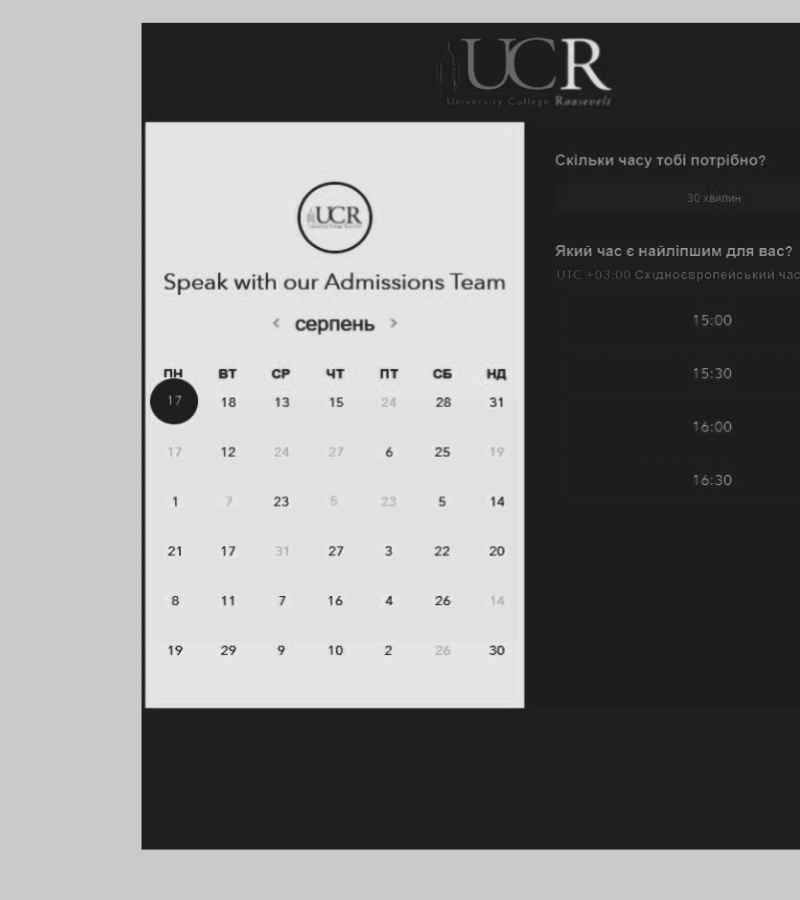 UCR
University College Roosevelt
UCR
Speak with our Admissions Team
< серпень >
ПН ВТ СР ЧТ ПТ СБ НД
17 18 13 15 24 28 31
17 12 24 27 6 25 19
1 7 23 5 23 5 14
21 17 31 27 3 22 20
8 11 7 16 4 26 14
19 29 9 10 2 26 30
Скільки часу тобі потрібно?
30 хвилин
Який час є найліпшим для вас?
UTC +03:00 Східноєвропейський час
15:00
15:30
16:00
16:30